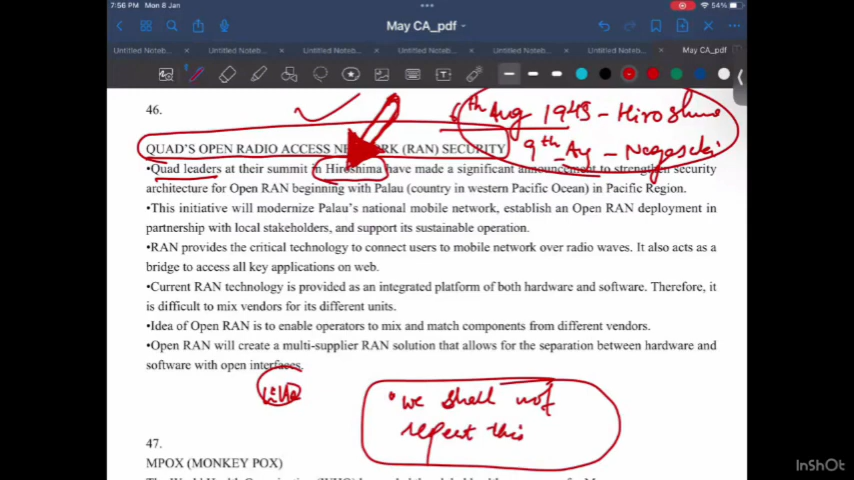 7:56 PM Mon 8 Jan
54%
May CA_pdf
Untitled Noteb... Untitled Noteb... Untitled Noteb... Untitled Noteb... Untitled Noteb... Untitled Noteb... May CA_pdf
46.
6th Aug 1945 - Hiroshima
9th Ag - Nagasaki
QUAD'S OPEN RADIO ACCESS NETWORK (RAN) SECURITY
•Quad leaders at their summit in Hiroshima have made a significant announcement to strengthen security
architecture for Open RAN beginning with Palau (country in western Pacific Ocean) in Pacific Region.
•This initiative will modernize Palau's national mobile network, establish an Open RAN deployment in
partnership with local stakeholders, and support its sustainable operation.
•RAN provides the critical technology to connect users to mobile network over radio waves. It also acts as a
bridge to access all key applications on web.
•Current RAN technology is provided as an integrated platform of both hardware and software. Therefore, it
is difficult to mix vendors for its different units.
•Idea of Open RAN is to enable operators to mix and match components from different vendors.
•Open RAN will create a multi-supplier RAN solution that allows for the separation between hardware and
software with open interfaces.
• we shall not
repeat this
47.
MPOX (MONKEY POX)
InShOt